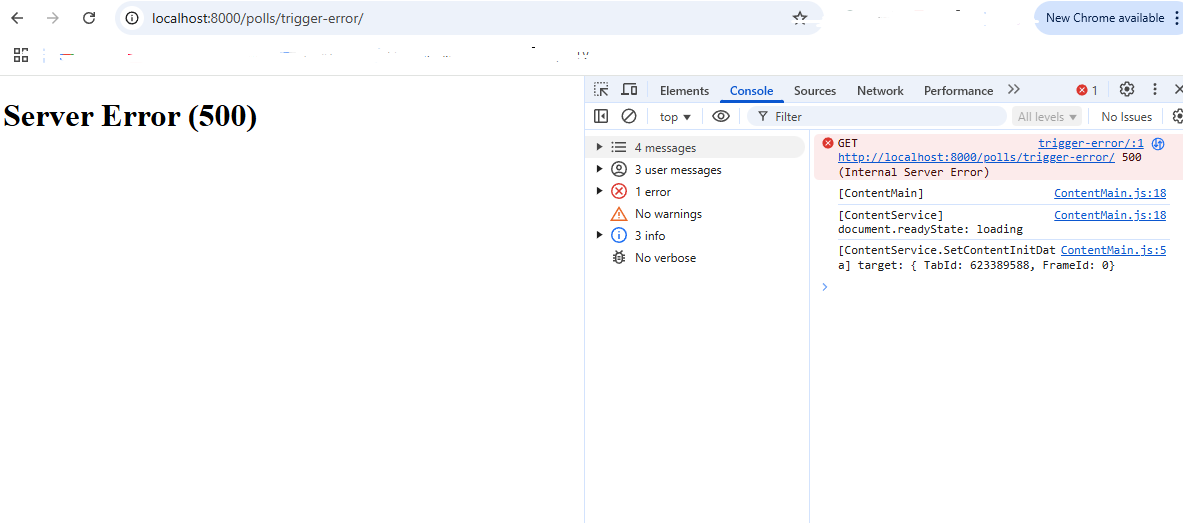 localhost:8000/polls/trigger-error/
New Chrome available
Server Error (500)
Elements Console Sources Network Performance 1
top Filter All levels No Issues
4 messages
3 user messages
1 error
No warnings
3 info
No verbose
GET trigger-error/:1
http://localhost:8000/polls/trigger-error/ 500
(Internal Server Error)
[ContentMain] ContentMain.js:18
[ContentService] ContentMain.js:18
document.readyState: loading
[ContentService.SetContentInitDat ContentMain.js:5
a] target: { TabId: 623389588, FrameId: 0}